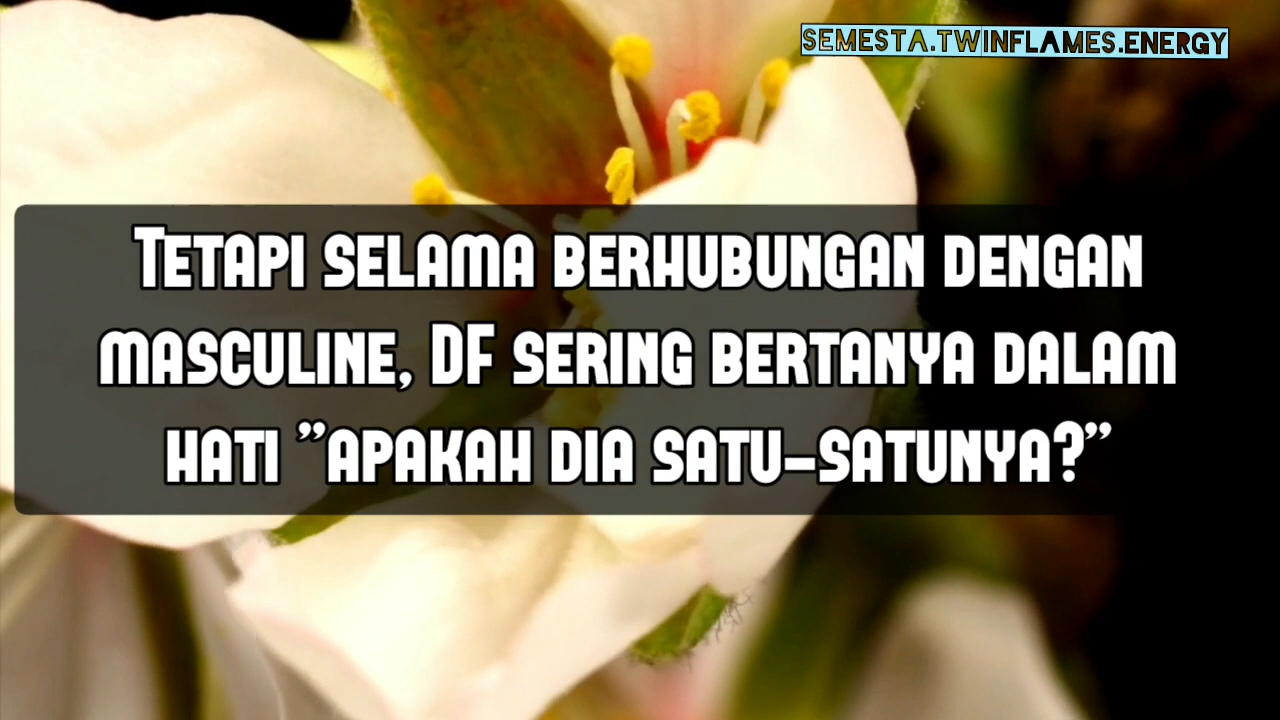 SEMESTA.TWINFLAMES.ENERGY
Tetapi selama berhubungan dengan
masculine, DF sering bertanya dalam
hati "apakah dia satu-satunya?"